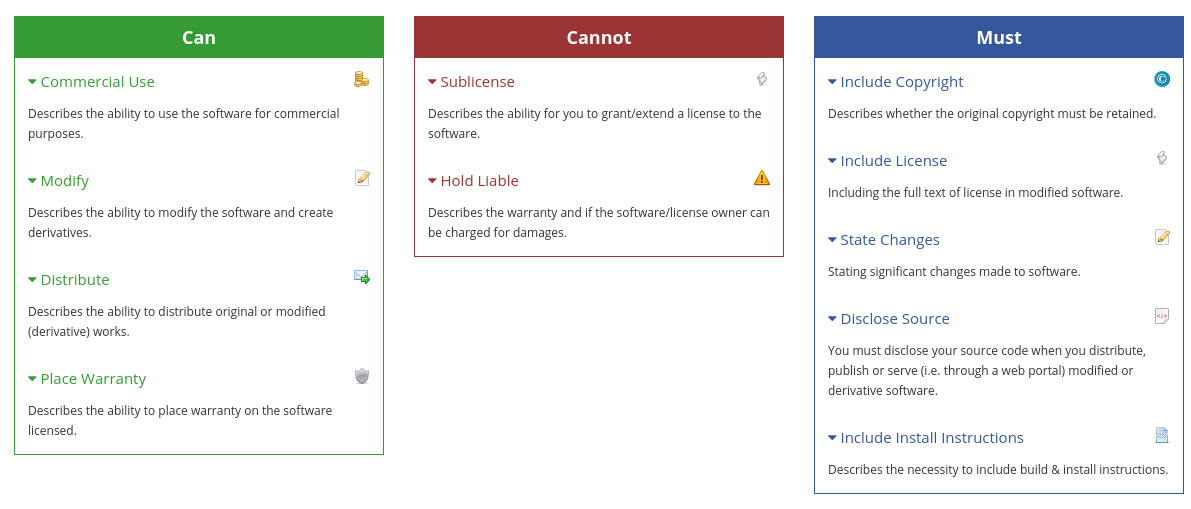 Can
Commercial Use
Describes the ability to use the software for commercial
purposes.
Modify
Describes the ability to modify the software and create
derivatives.
Distribute
Describes the ability to distribute original or modified
(derivative) works.
Place Warranty
Describes the ability to place warranty on the software
licensed.
Cannot
Sublicense
Describes the ability for you to grant/extend a license to the
software.
Hold Liable
Describes the warranty and if the software/license owner can
be charged for damages.
Must
Include Copyright
Describes whether the original copyright must be retained.
Include License
Including the full text of license in modified software.
State Changes
Stating significant changes made to software.
Disclose Source
You must disclose your source code when you distribute,
publish or serve (i.e. through a web portal) modified or
derivative software.
Include Install Instructions
Describes the necessity to include build & install instructions.